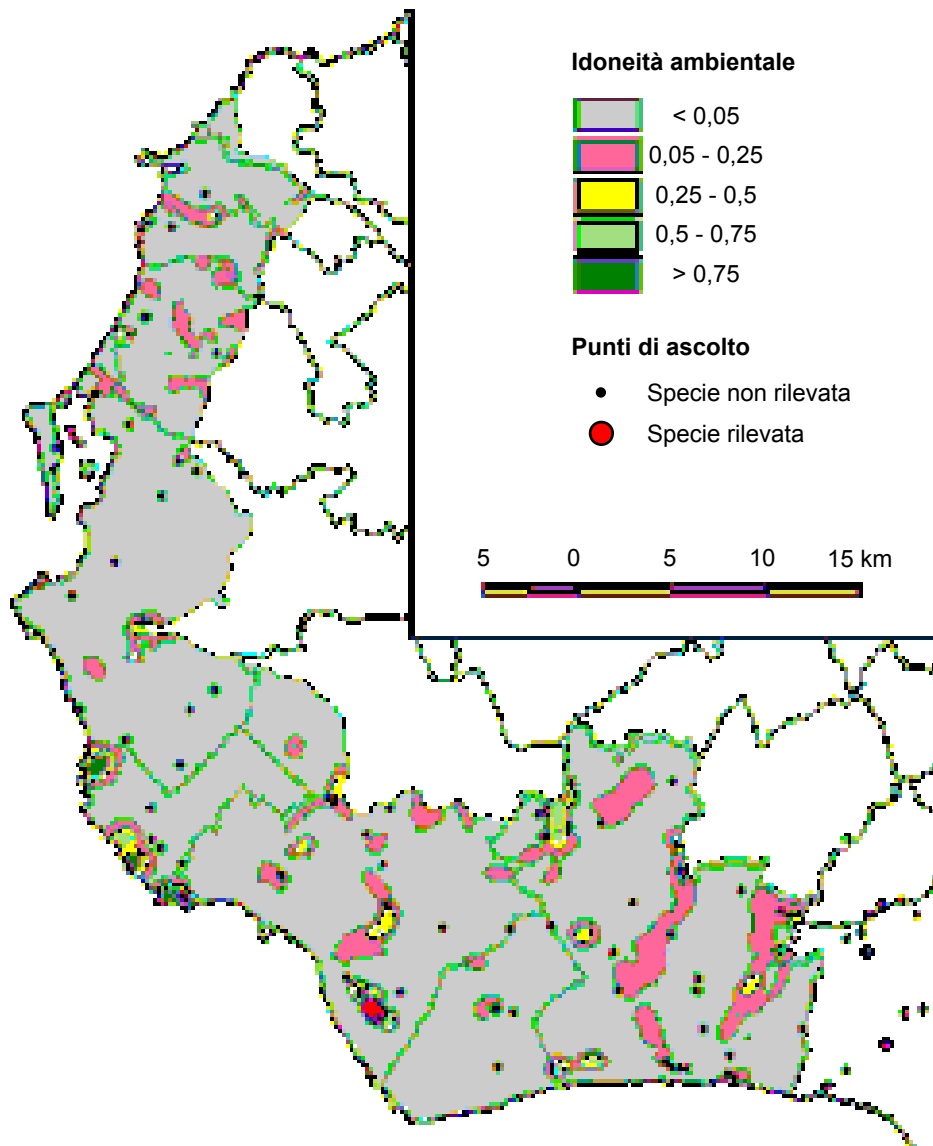 Idoneità ambientale
< 0,05
0,05 - 0,25
0,25 - 0,5
0,5 - 0,75
> 0,75
Punti di ascolto
Specie non rilevata
Specie rilevata
5 0 5 10 15 km